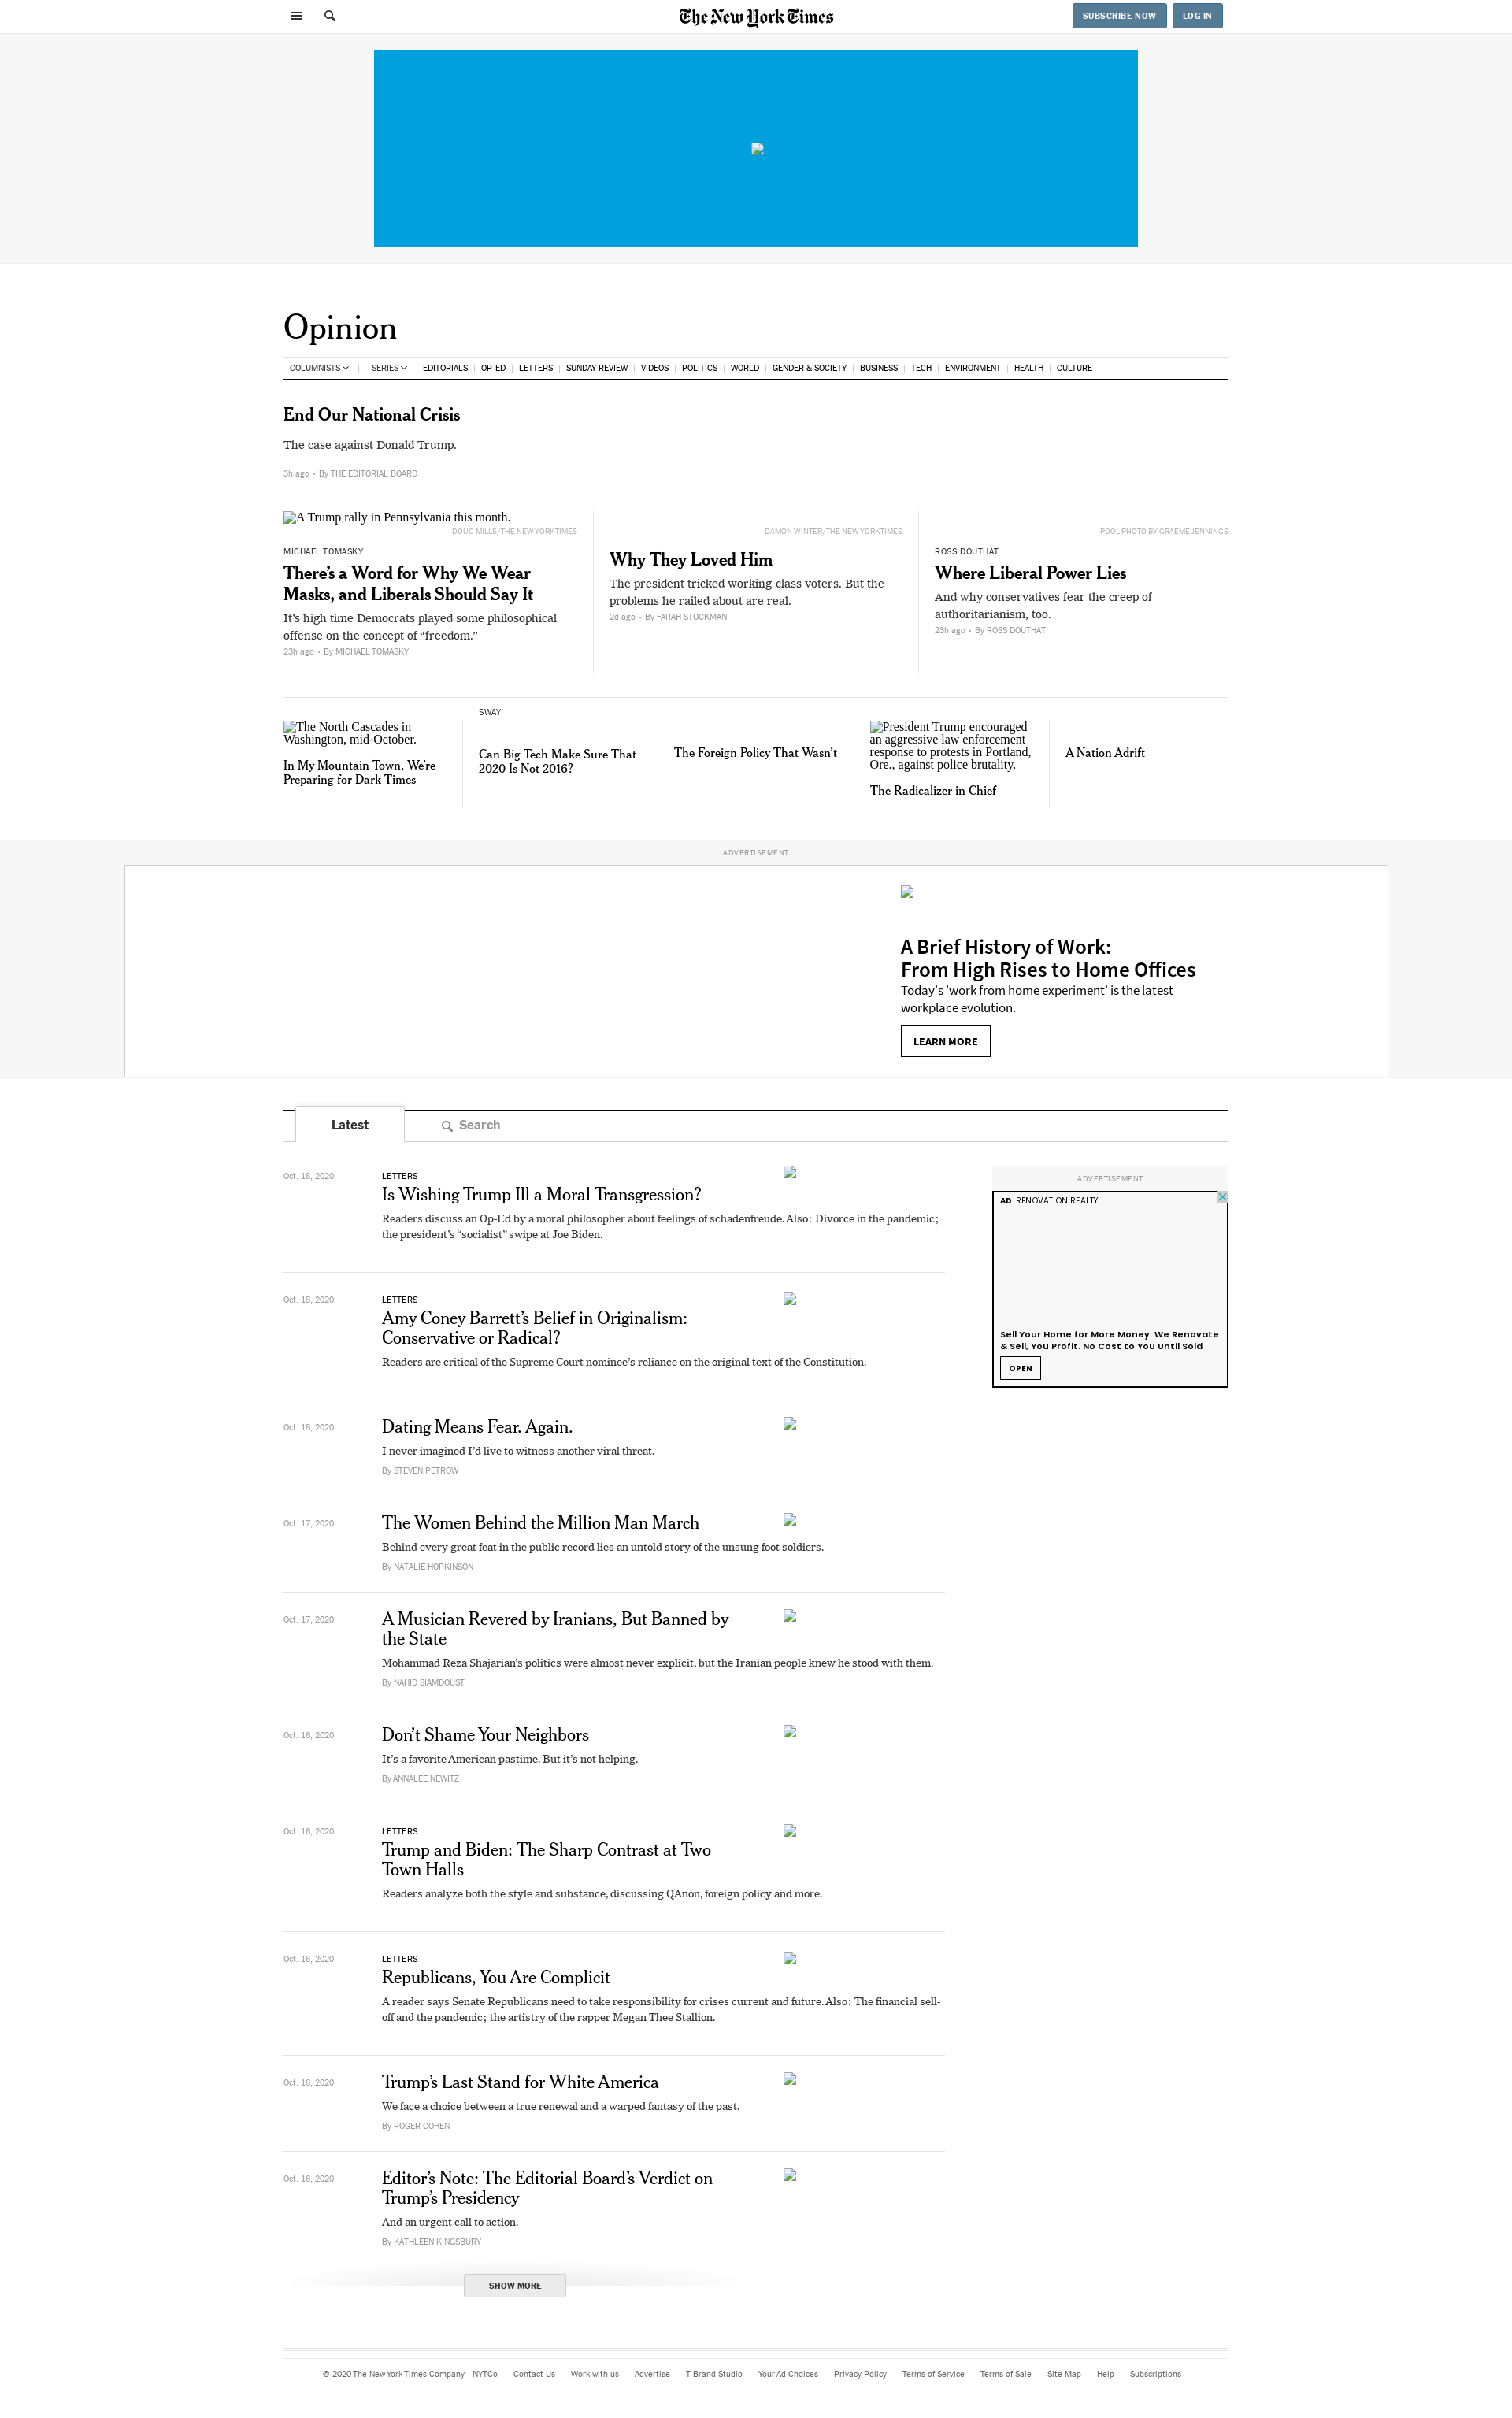 The New York Times
SUBSCRIBE NOW
LOG IN
Opinion
COLUMNISTS
SERIES
EDITORIALS
OP-ED
LETTERS
SUNDAY REVIEW
VIDEOS
POLITICS
WORLD
GENDER & SOCIETY
BUSINESS
TECH
ENVIRONMENT
HEALTH
CULTURE
End Our National Crisis
The case against Donald Trump.
3h ago • By THE EDITORIAL BOARD
A Trump rally in Pennsylvania this month.
DOUG MILLS/THE NEW YORK TIMES
MICHAEL TOMASKY
There’s a Word for Why We Wear
Masks, and Liberals Should Say It
It’s high time Democrats played some philosophical
offense on the concept of “freedom.”
23h ago • By MICHAEL TOMASKY
DAMON WINTER/THE NEW YORK TIMES
Why They Loved Him
The president tricked working-class voters. But the
problems he railed about are real.
2d ago • By FARAH STOCKMAN
POOL PHOTO BY GRAEME JENNINGS
ROSS DOUTHAT
Where Liberal Power Lies
And why conservatives fear the creep of
authoritarianism, too.
23h ago • By ROSS DOUTHAT
The North Cascades in
Washington, mid-October.
In My Mountain Town, We’re
Preparing for Dark Times
SWAY
Can Big Tech Make Sure That
2020 Is Not 2016?
The Foreign Policy That Wasn’t
President Trump encouraged
an aggressive law enforcement
response to protests in Portland,
Ore., against police brutality.
The Radicalizer in Chief
A Nation Adrift
ADVERTISEMENT
A Brief History of Work:
From High Rises to Home Offices
Today's 'work from home experiment' is the latest
workplace evolution.
LEARN MORE
Latest
Search
Oct. 18, 2020
LETTERS
Is Wishing Trump Ill a Moral Transgression?
Readers discuss an Op-Ed by a moral philosopher about feelings of schadenfreude. Also: Divorce in the pandemic;
the president’s “socialist” swipe at Joe Biden.
Oct. 18, 2020
LETTERS
Amy Coney Barrett’s Belief in Originalism:
Conservative or Radical?
Readers are critical of the Supreme Court nominee’s reliance on the original text of the Constitution.
Oct. 18, 2020
Dating Means Fear. Again.
I never imagined I’d live to witness another viral threat.
By STEVEN PETROW
Oct. 17, 2020
The Women Behind the Million Man March
Behind every great feat in the public record lies an untold story of the unsung foot soldiers.
By NATALIE HOPKINSON
Oct. 17, 2020
A Musician Revered by Iranians, But Banned by
the State
Mohammad Reza Shajarian’s politics were almost never explicit, but the Iranian people knew he stood with them.
By NAHID SIAMDOUST
Oct. 16, 2020
Don’t Shame Your Neighbors
It’s a favorite American pastime. But it’s not helping.
By ANNALEE NEWITZ
Oct. 16, 2020
LETTERS
Trump and Biden: The Sharp Contrast at Two
Town Halls
Readers analyze both the style and substance, discussing QAnon, foreign policy and more.
Oct. 16, 2020
LETTERS
Republicans, You Are Complicit
A reader says Senate Republicans need to take responsibility for crises current and future. Also: The financial sell-
off and the pandemic; the artistry of the rapper Megan Thee Stallion.
Oct. 16, 2020
Trump’s Last Stand for White America
We face a choice between a true renewal and a warped fantasy of the past.
By ROGER COHEN
Oct. 16, 2020
Editor’s Note: The Editorial Board’s Verdict on
Trump’s Presidency
And an urgent call to action.
By KATHLEEN KINGSBURY
SHOW MORE
ADVERTISEMENT
AD RENOVATION REALTY
Sell Your Home for More Money. We Renovate
& Sell, You Profit. No Cost to You Until Sold
OPEN
© 2020 The New York Times Company
NYTCo
Contact Us
Work with us
Advertise
T Brand Studio
Your Ad Choices
Privacy Policy
Terms of Service
Terms of Sale
Site Map
Help
Subscriptions